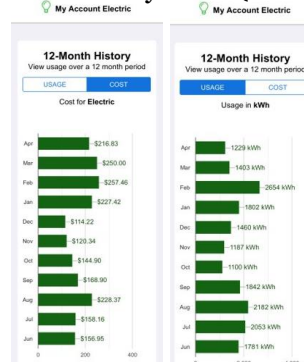 My Account Electric
12-Month History
View usage over a 12 month period
USAGE COST
Cost for Electric
Apr $216.83
Mar $250.00
Feb $257.46
Jan $227.42
Dec $114.22
Nov $120.34
Oct $144.90
Sep $168.90
Aug $228.37
Jul $158.16
Jun $156.95
0 200 400
My Account Electric
12-Month History
View usage over a 12 month period
USAGE COST
Usage in kWh
Apr 1229 kWh
Mar 1403 kWh
Feb 2654 kWh
Jan 1802 kWh
Dec 1460 kWh
Nov 1187 kWh
Oct 1100 kWh
Sep 1842 kWh
Aug 2182 kWh
Jul 2053 kWh
Jun 1781 kWh